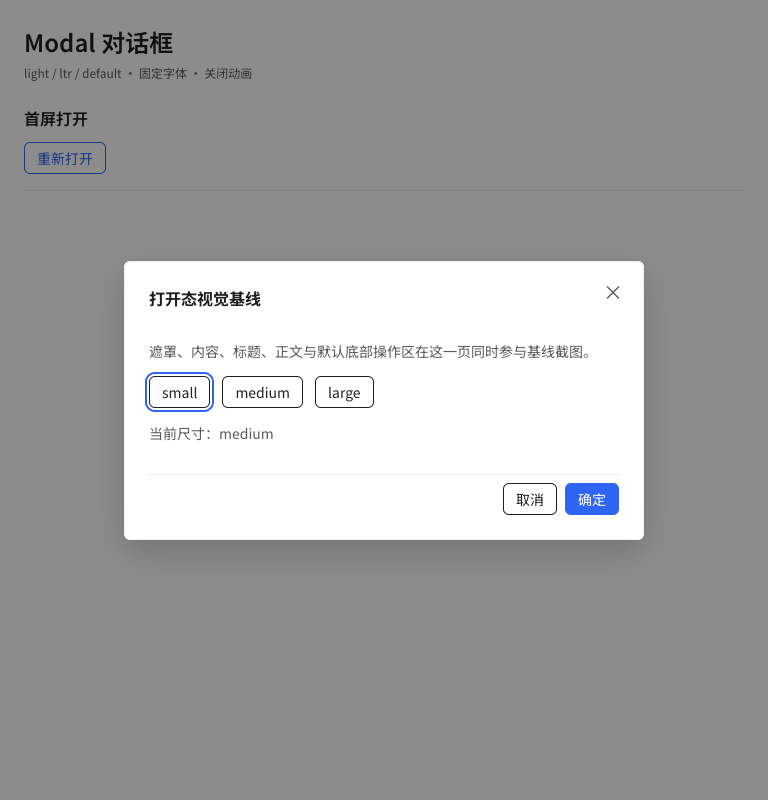 Modal 对话框
light / ltr / default • 固定字体 • 关闭动画
首屏打开
重新打开
打开态视觉基线
遮罩、内容、标题、正文与默认底部操作区在这一页同时参与基线截图。
small medium large
当前尺寸：medium
取消 确定